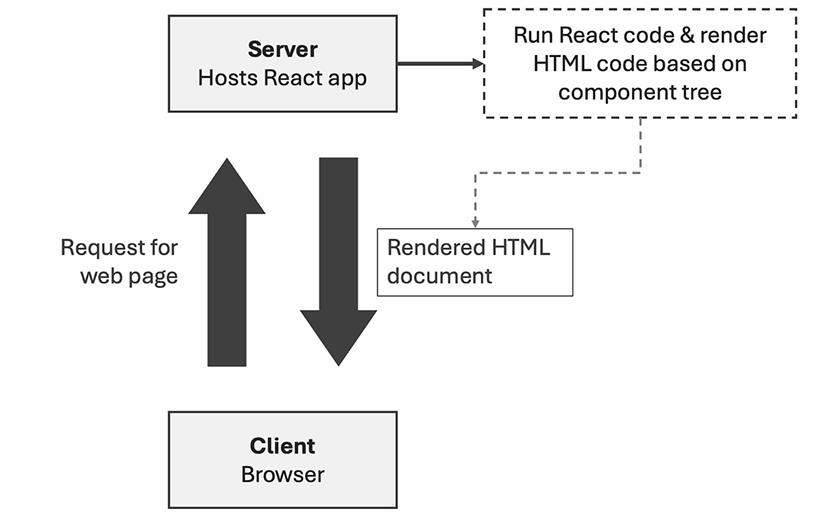 Server
Hosts React app
Run React code & render
HTML code based on
component tree
Request for
web page
Rendered HTML
document
Client
Browser